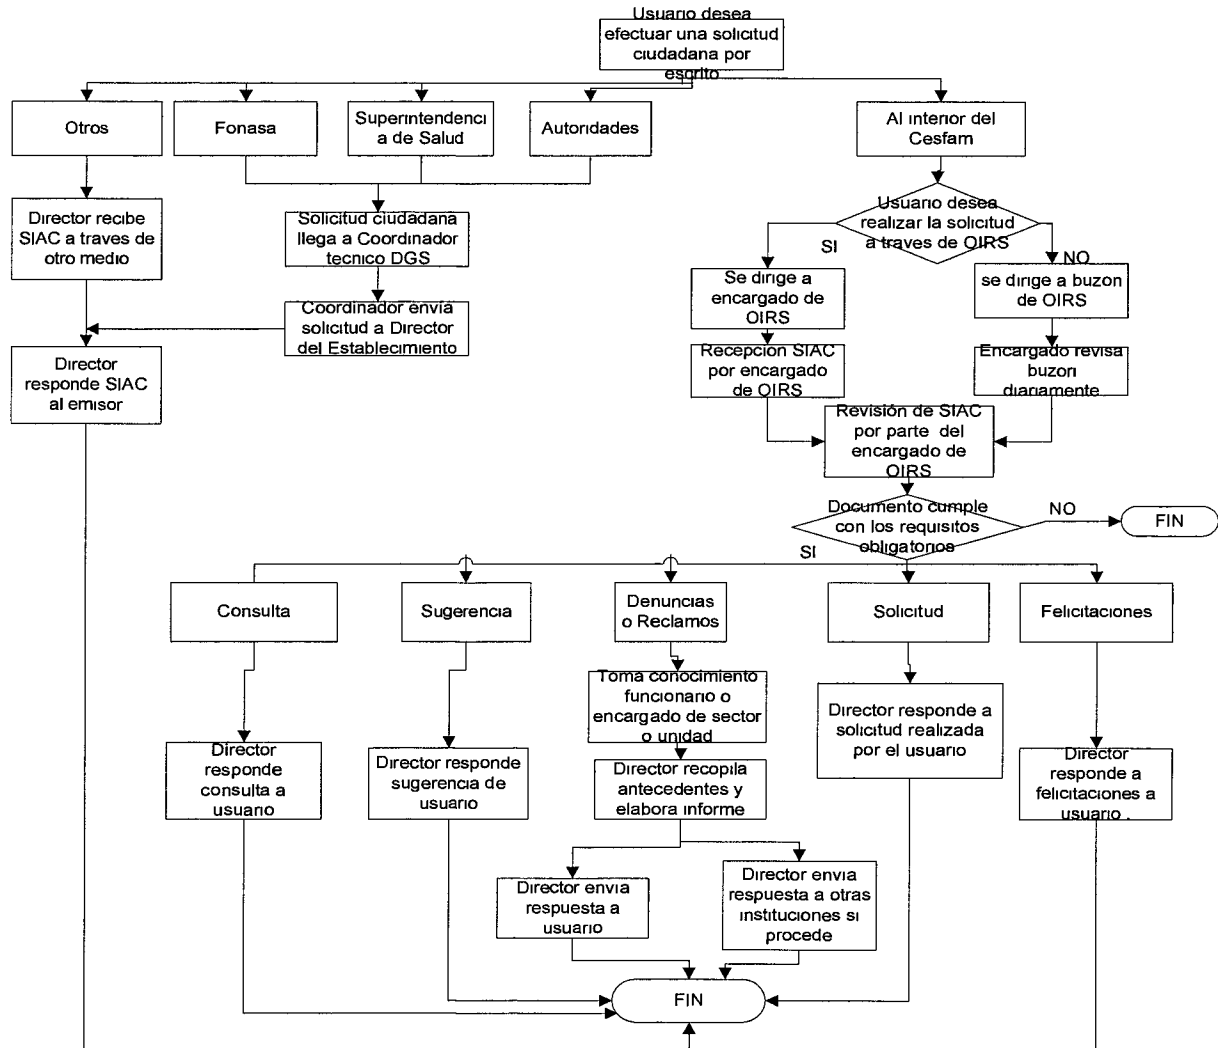 Usuario desea
efectuar una solicitud
ciudadana por
escrito
Otros
Fonasa
Superintendenci
a de Salud
Autoridades
Al interior del
Cesfam
Director recibe
SIAC a traves de
otro medio
Solicitud ciudadana
llega a Coordinador
tecnico DGS
Usuario desea
realizar la solicitud
a traves de OIRS
SI
NO
Se dirige a
encargado de
OIRS
se dirige a buzon
de OIRS
Coordinador envia
solicitud a Director
del Establecimiento
Director
responde SIAC
al emisor
Recepcion SIAC
por encargado
de OIRS
Encargado revisa
buzon
diariamente
Revisión de SIAC
por parte del
encargado de
OIRS
Documento cumple
con los requisitos
obligatorios
NO
FIN
SI
Consulta
Sugerencia
Denuncias
o Reclamos
Solicitud
Felicitaciones
Toma conocimiento
funcionario o
encargado de sector
o unidad
Director responde a
solicitud realizada
por el usuario
Director
responde
consulta a
usuario
Director responde
sugerencia de
usuario
Director recopila
antecedentes y
elabora informe
Director
responde a
felicitaciones a
usuario .
Director envia
respuesta a
usuario
Director envia
respuesta a otras
instituciones si
procede
FIN